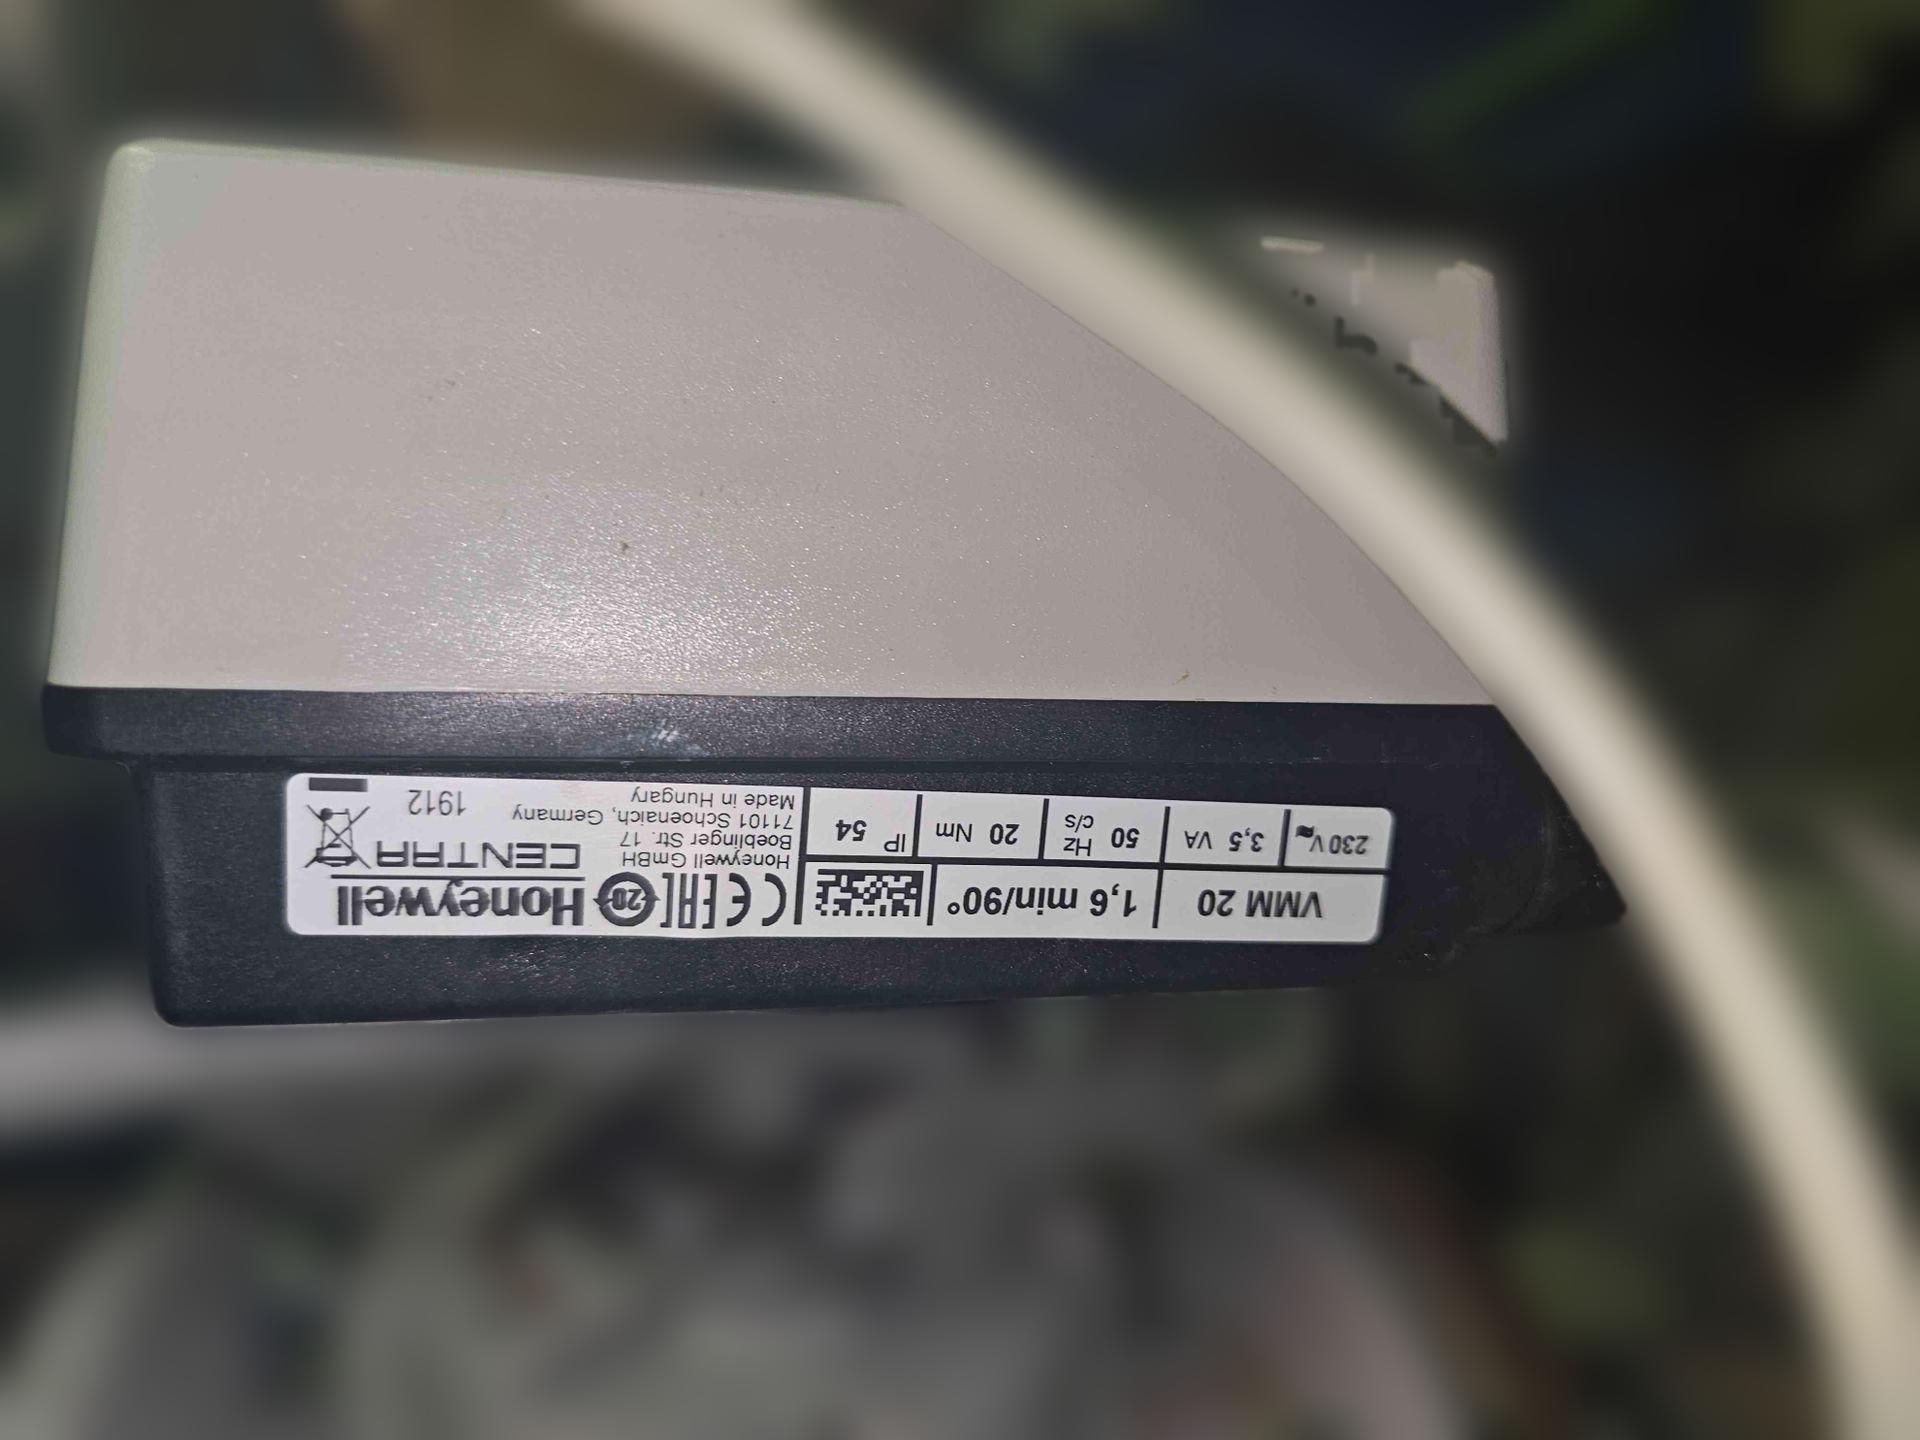 VMM 20
1,6 min/90°
230 V≂
3,5 VA
50 Hz c/s
20 Nm
IP 54
CE EAC 20
Honeywell GmBH
Boeblinger Str. 17
71101 Schoenaich, Germany
Made in Hungary
Honeywell
CENTRA
1912